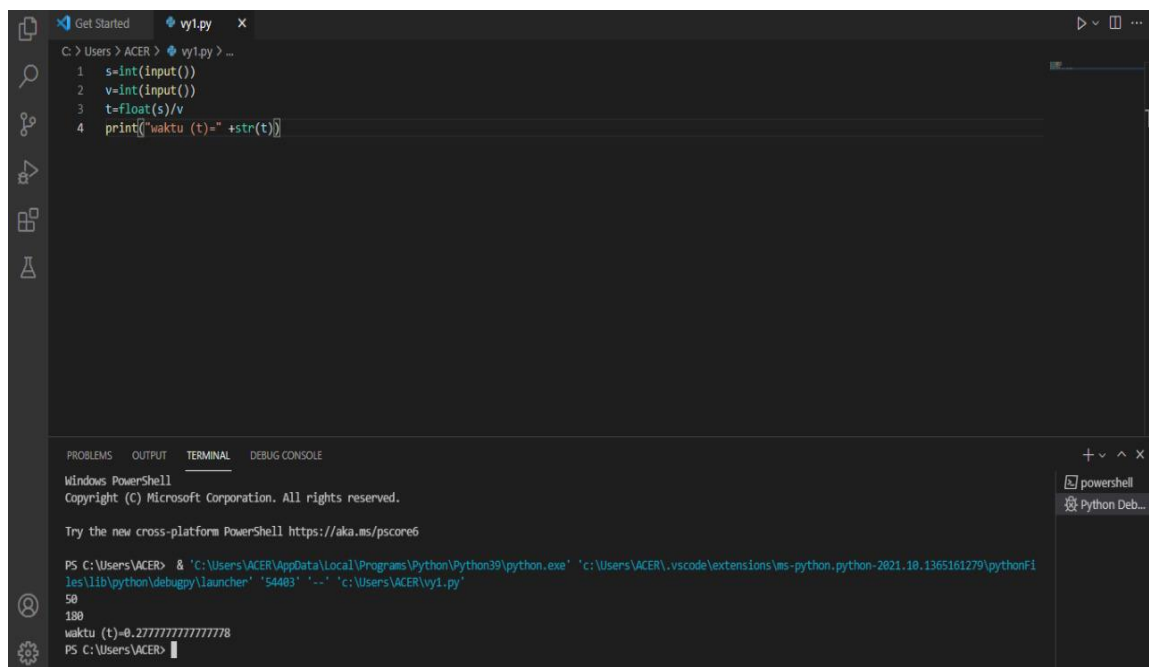 Get Started vy1.py
C: > Users > ACER > vy1.py > ...
1 s=int(input())
2 v=int(input())
3 t=float(s)/v
4 print("waktu (t)=" +str(t))
PROBLEMS OUTPUT TERMINAL DEBUG CONSOLE
Windows PowerShell
Copyright (C) Microsoft Corporation. All rights reserved.
Try the new cross-platform PowerShell https://aka.ms/pscore6
PS C:\Users\ACER> & 'C:\Users\ACER\AppData\Local\Programs\Python\Python39\python.exe' 'c:\Users\ACER\.vscode\extensions\ms-python.python-2021.10.1365161279\pythonFi
les\lib\python\debugpy\launcher' '54403' '--' 'c:\Users\ACER\vy1.py'
50
180
waktu (t)=0.2777777777777778
PS C:\Users\ACER>
powershell
Python Deb...